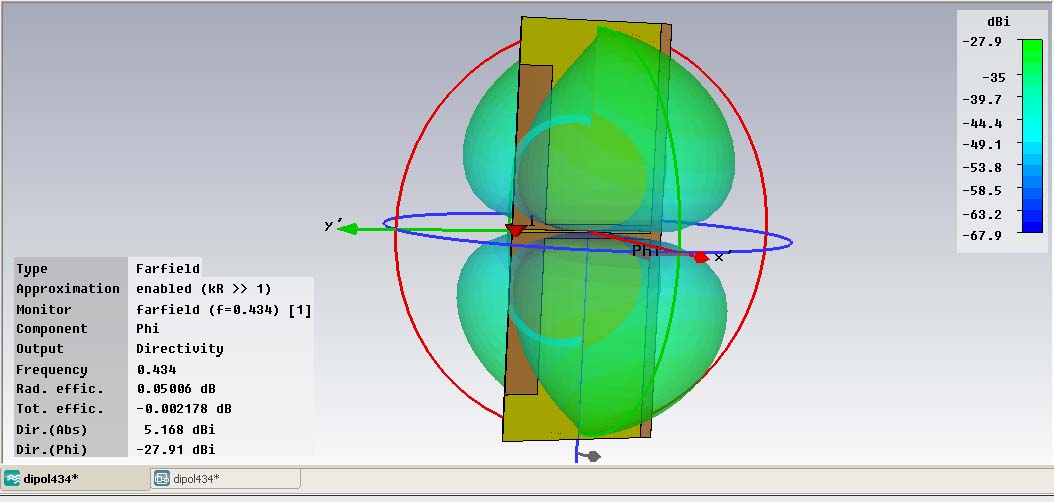 dBi
-27.9
-35
-39.7
-44.4
-49.1
-53.8
-58.5
-63.2
-67.9
y'
1
Phi
x'
Type Farfield
Approximation enabled (kR >> 1)
Monitor farfield (f=0.434) [1]
Component Phi
Output Directivity
Frequency 0.434
Rad. effic. 0.05006 dB
Tot. effic. -0.002178 dB
Dir.(Abs) 5.168 dBi
Dir.(Phi) -27.91 dBi
dipol434* dipol434*